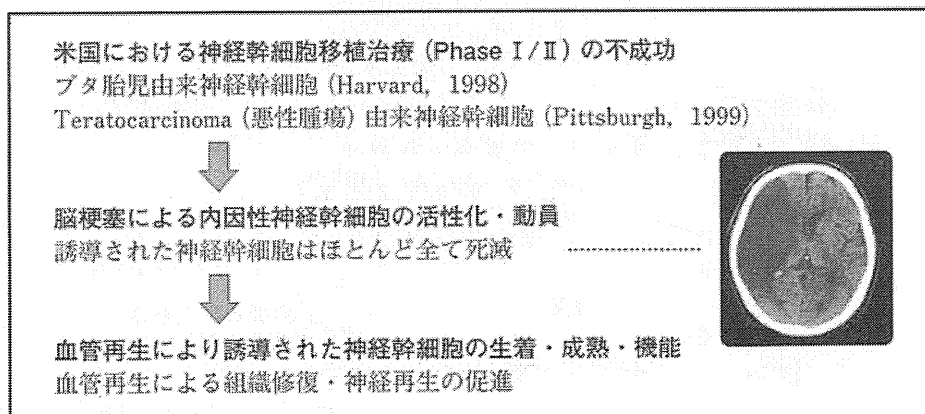 米国における神経幹細胞移植治療 (Phase Ⅰ/Ⅱ) の不成功
ブタ胎児由来神経幹細胞 (Harvard, 1998)
Teratocarcinoma (悪性腫瘍) 由来神経幹細胞 (Pittsburgh, 1999)
脳梗塞による内因性神経幹細胞の活性化・動員
誘導された神経幹細胞はほとんど全て死滅
血管再生により誘導された神経幹細胞の生着・成熟・機能
血管再生による組織修復・神経再生の促進